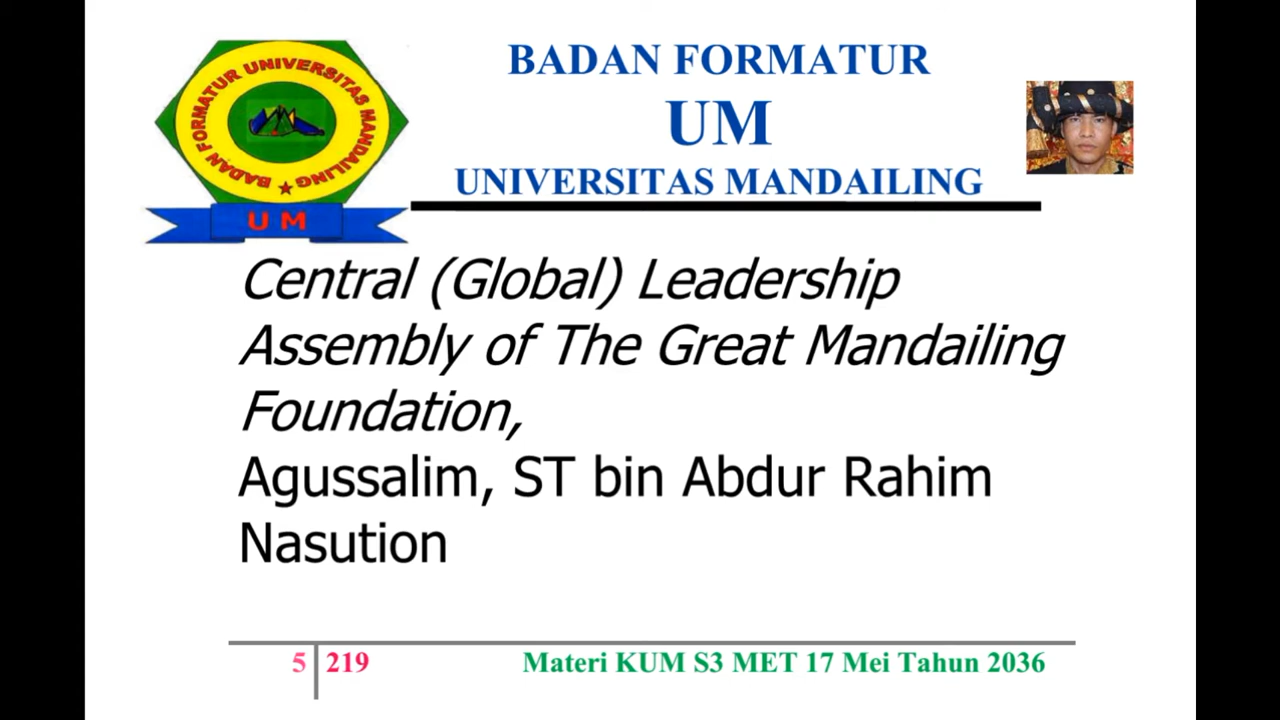 BADAN FORMATUR UNIVERSITAS MANDAILING
U M
BADAN FORMATUR
UM
UNIVERSITAS MANDAILING
Central (Global) Leadership
Assembly of The Great Mandailing
Foundation,
Agussalim, ST bin Abdur Rahim
Nasution
5 219
Materi KUM S3 MET 17 Mei Tahun 2036